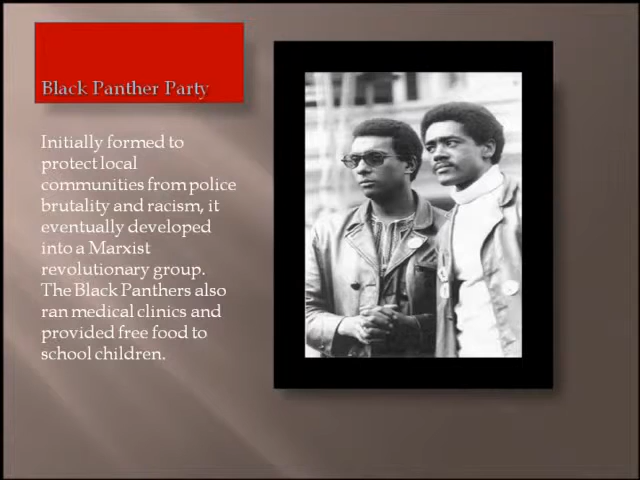 Black Panther Party
Initially formed to
protect local
communities from police
brutality and racism, it
eventually developed
into a Marxist
revolutionary group.
The Black Panthers also
ran medical clinics and
provided free food to
school children.